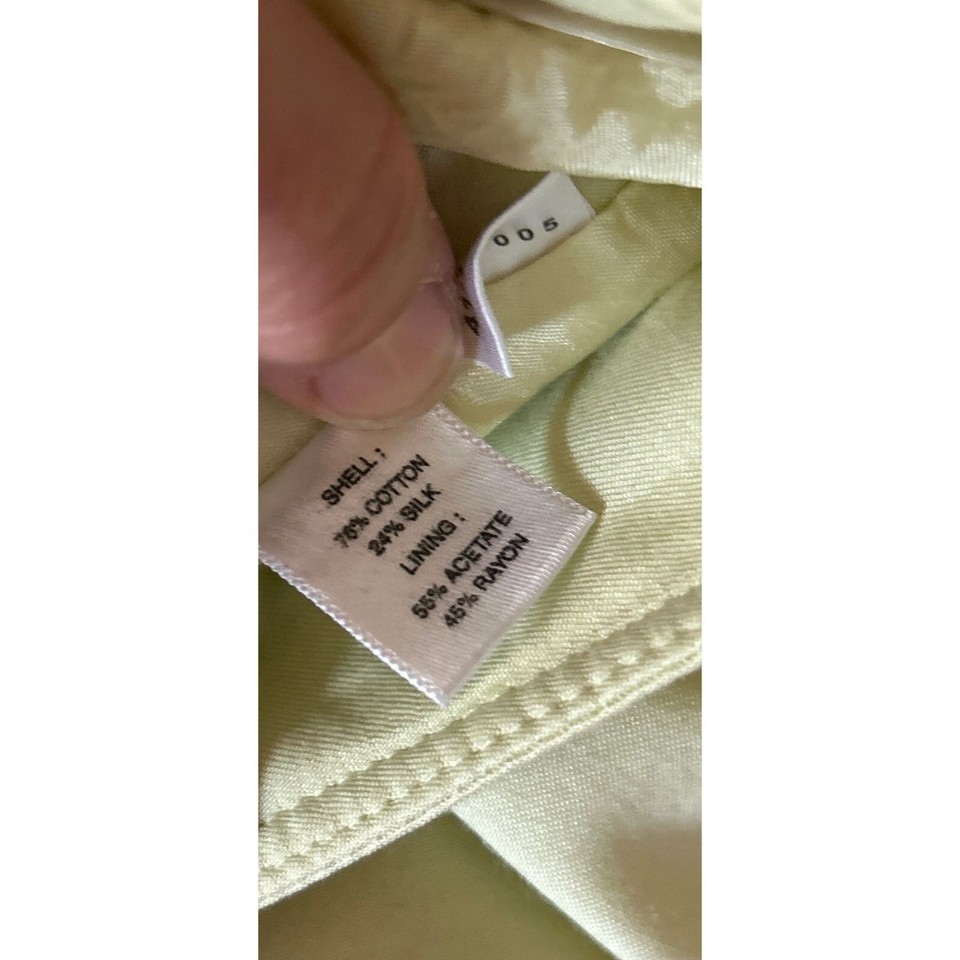 005
SHELL:
76% COTTON
24% SILK
LINING:
55% ACETATE
45% RAYON